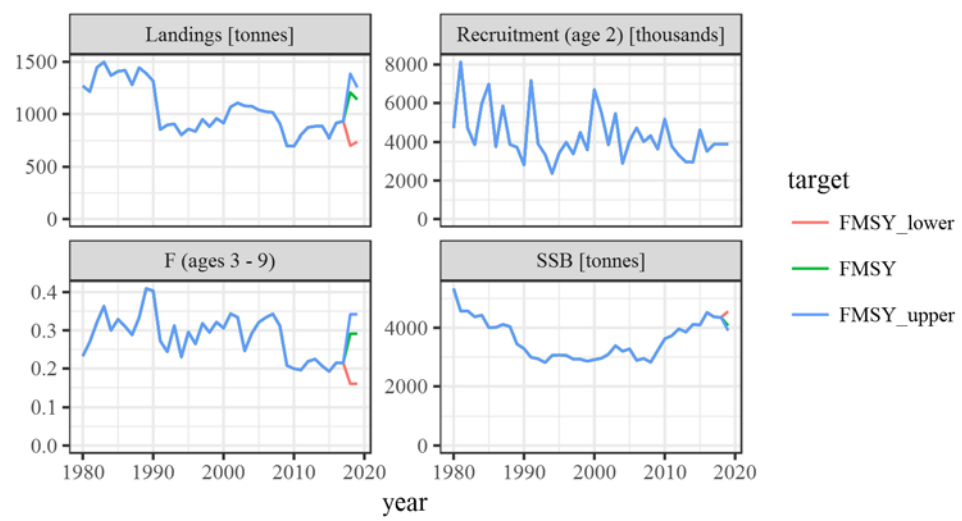 Landings [tonnes]
Recruitment (age 2) [thousands]
1500
1000
500
0
8000
6000
4000
2000
0
target
FMSY_lower
FMSY
FMSY_upper
F (ages 3 - 9)
SSB [tonnes]
0.4
0.3
0.2
0.1
0.0
4000
2000
0
1980 1990 2000 2010 2020
1980 1990 2000 2010 2020
year